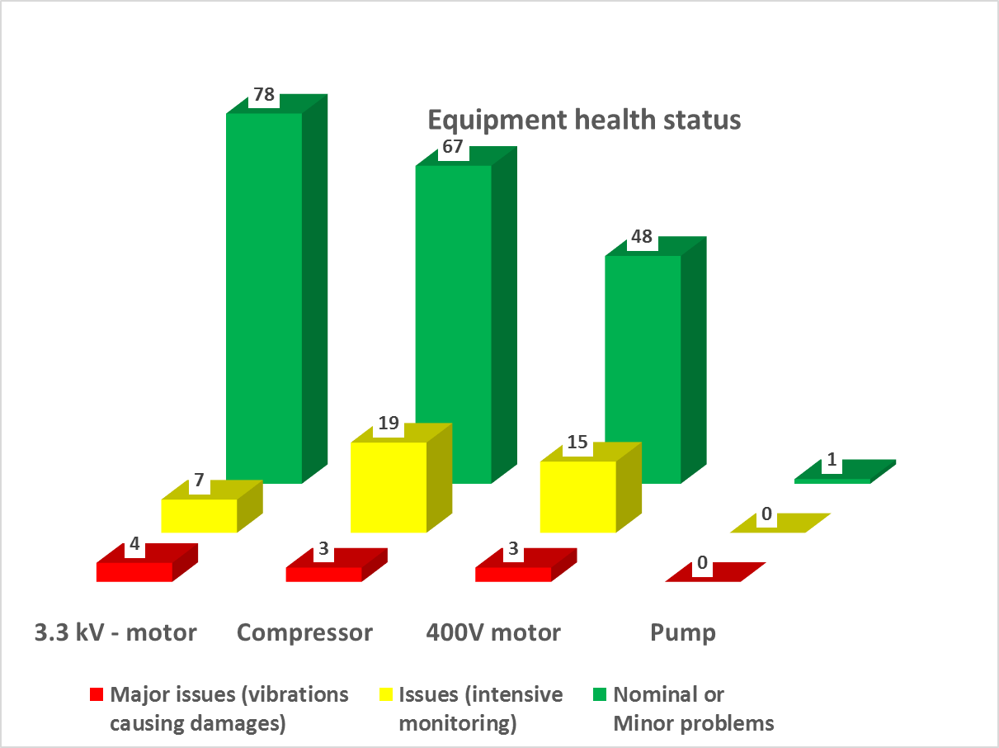 78
Equipment health status
67
48
19
15
7
1
4
3
3
0
0
3.3 kV - motor
Compressor
400V motor
Pump
Major issues (vibrations
causing damages)
Issues (intensive
monitoring)
Nominal or
Minor problems